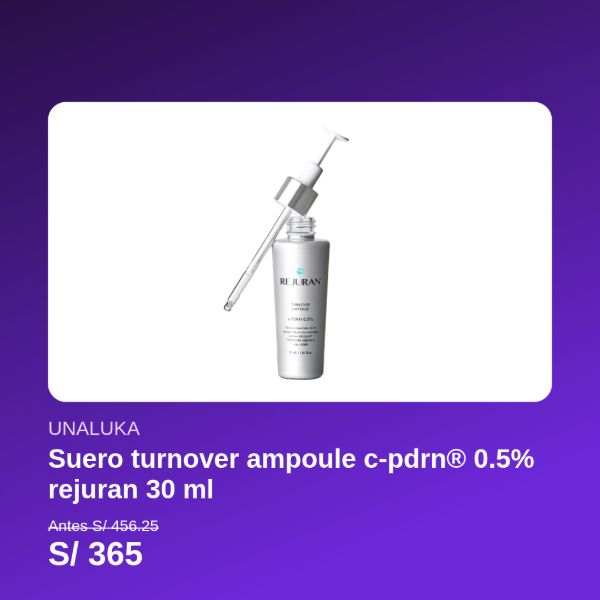 REJURAN
TURNOVER
AMPOULE
c-PDRN 0.5%
UNALUKA
Suero turnover ampoule c-pdrn® 0.5%
rejuran 30 ml
Antes S/ 456.25
S/ 365